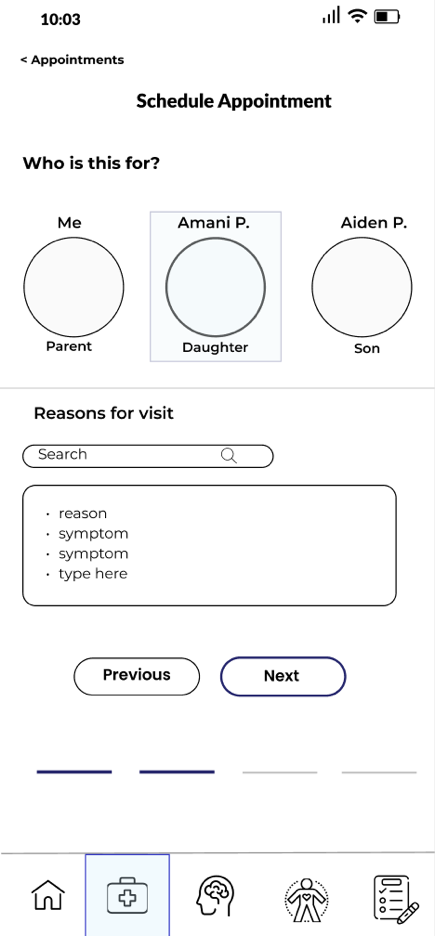 10:03
< Appointments
Schedule Appointment
Who is this for?
Me Amani P. Aiden P.
Parent Daughter Son
Reasons for visit
Search
• reason
• symptom
• symptom
• type here
Previous Next